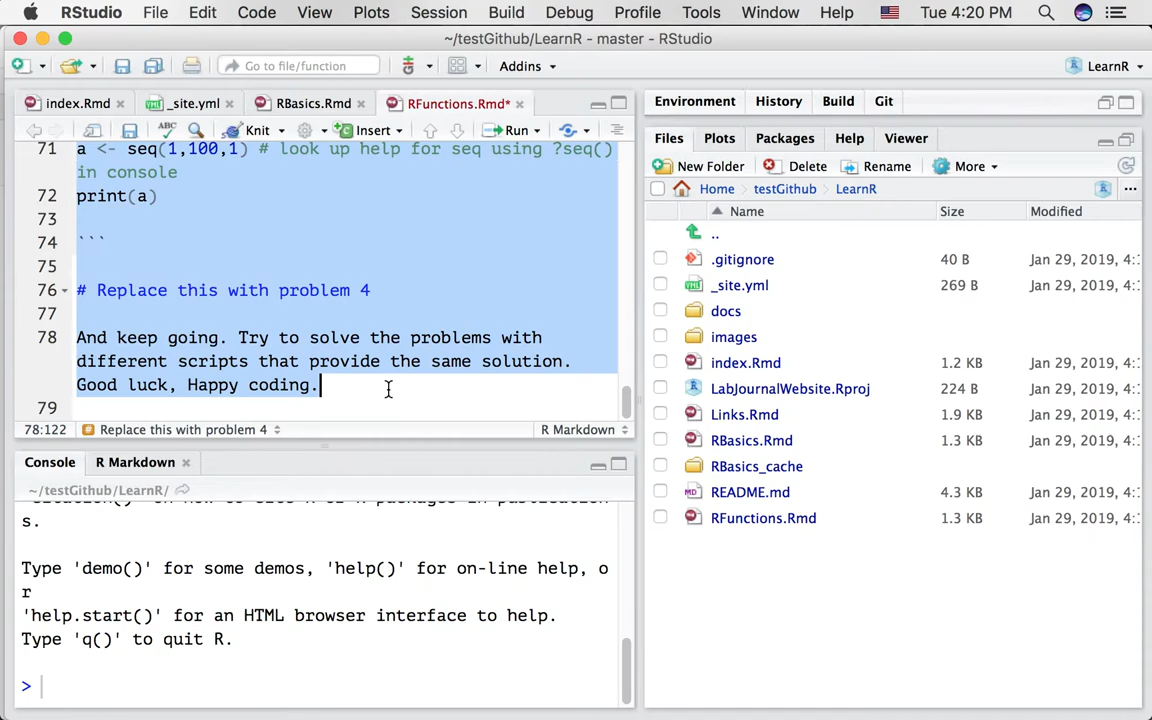 RStudio File Edit Code View Plots Session Build Debug Profile Tools Window Help Tue 4:20 PM
~/testGithub/LearnR - master - RStudio
Go to file/function Addins LearnR
index.Rmd _site.yml RBasics.Rmd RFunctions.Rmd*
ABC Knit Insert Run
71 a <- seq(1,100,1) # look up help for seq using ?seq()
in console
72 print(a)
73
74 ```
75
76 # Replace this with problem 4
77
78 And keep going. Try to solve the problems with
different scripts that provide the same solution.
Good luck, Happy coding.
79
78:122 Replace this with problem 4 R Markdown
Console R Markdown
~/testGithub/LearnR/
s.
Type 'demo()' for some demos, 'help()' for on-line help, o
r
'help.start()' for an HTML browser interface to help.
Type 'q()' to quit R.
>
Environment History Build Git
Files Plots Packages Help Viewer
New Folder Delete Rename More
Home testGithub LearnR
Name Size Modified
..
.gitignore 40 B Jan 29, 2019, 4:
_site.yml 269 B Jan 29, 2019, 4:
docs
images
index.Rmd 1.2 KB Jan 29, 2019, 4:
LabJournalWebsite.Rproj 224 B Jan 29, 2019, 4:
Links.Rmd 1.9 KB Jan 29, 2019, 4:
RBasics.Rmd 1.3 KB Jan 29, 2019, 4:
RBasics_cache
README.md 4.3 KB Jan 29, 2019, 4:
RFunctions.Rmd 1.3 KB Jan 29, 2019, 4: